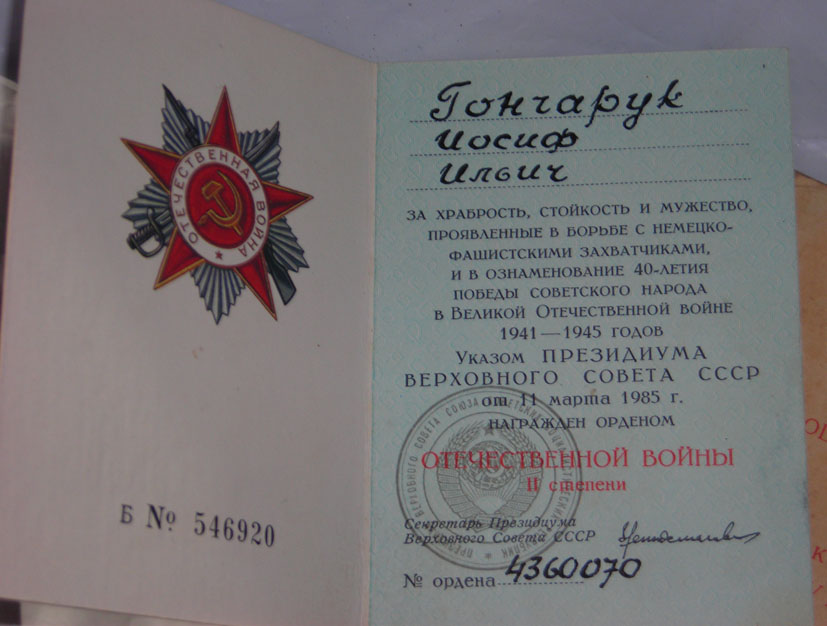 ОТЕЧЕСТВЕННАЯ ВОЙНА
Б № 546920
Гончарук
Иосиф
Ильич
ЗА ХРАБРОСТЬ, СТОЙКОСТЬ И МУЖЕСТВО,
ПРОЯВЛЕННЫЕ В БОРЬБЕ С НЕМЕЦКО-
ФАШИСТСКИМИ ЗАХВАТЧИКАМИ,
И В ОЗНАМЕНОВАНИЕ 40-ЛЕТИЯ
ПОБЕДЫ СОВЕТСКОГО НАРОДА
В ВЕЛИКОЙ ОТЕЧЕСТВЕННОЙ ВОЙНЕ
1941—1945 ГОДОВ
УКАЗОМ ПРЕЗИДИУМА
ВЕРХОВНОГО СОВЕТА СССР
от 11 марта 1985 г.
НАГРАЖДЕН ОРДЕНОМ
ОТЕЧЕСТВЕННОЙ ВОЙНЫ
II степени
Секретарь Президиума
Верховного Совета СССР
№ ордена 4360070